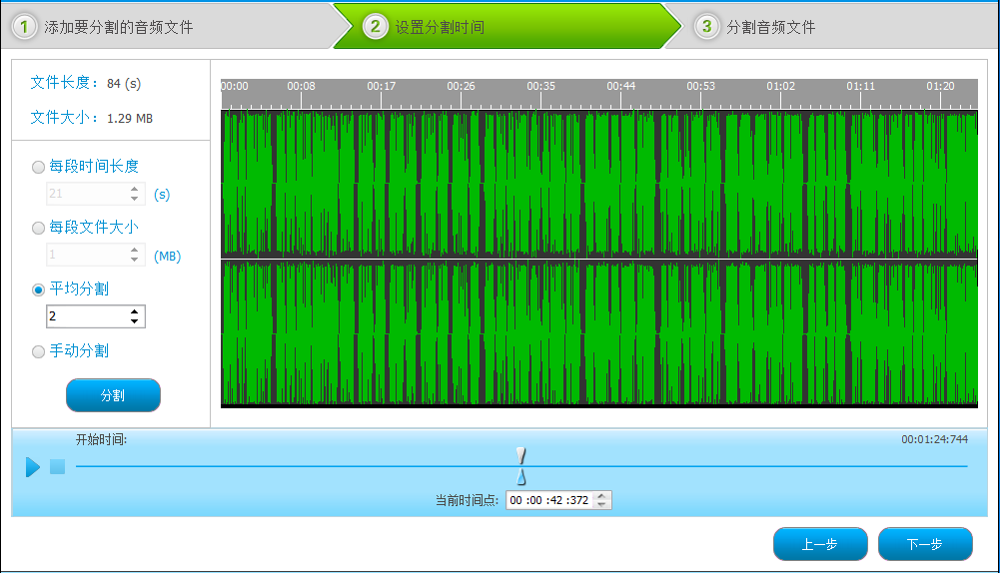 1 添加要分割的音频文件
2 设置分割时间
3 分割音频文件
文件长度： 84 (s)
文件大小： 1.29 MB
每段时间长度
21 (s)
每段文件大小
1 (MB)
平均分割
2
手动分割
分割
00:00 00:08 00:17 00:26 00:35 00:44 00:53 01:02 01:11 01:20
开始时间:
00:01:24:744
当前时间点: 00 :00 :42 :372
上一步 下一步